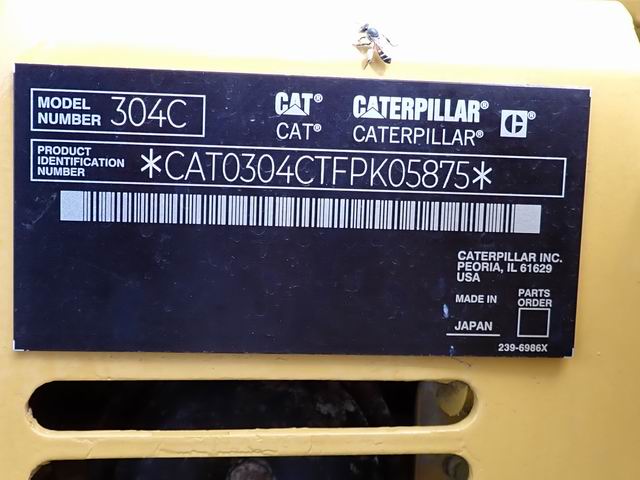 MODEL NUMBER 304C
CAT® CATERPILLAR® C
CAT® CATERPILLAR®
PRODUCT IDENTIFICATION NUMBER *CAT0304CTFPK05875*
CATERPILLAR INC.
PEORIA, IL 61629
USA
MADE IN
JAPAN
PARTS
ORDER
239-6986X